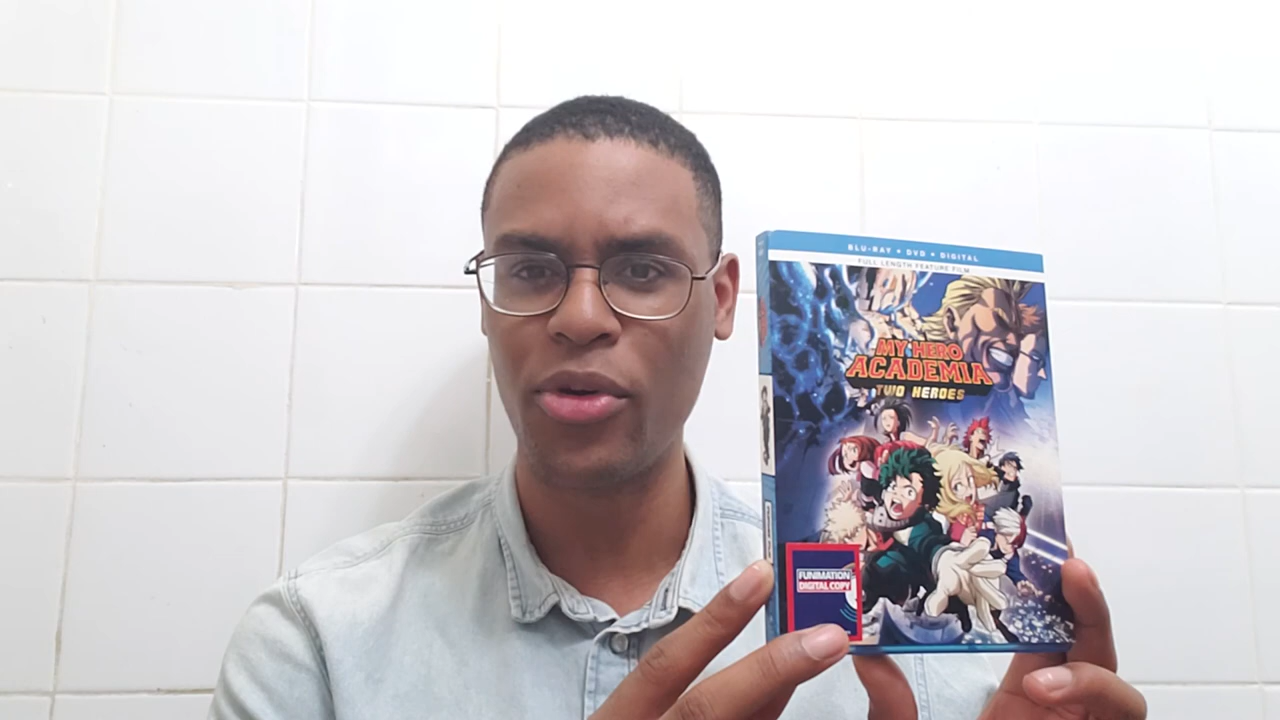 BLU-RAY • DVD • DIGITAL
FULL LENGTH FEATURE FILM
MY HERO
ACADEMIA
TWO HEROES
FUNIMATION
DIGITAL COPY